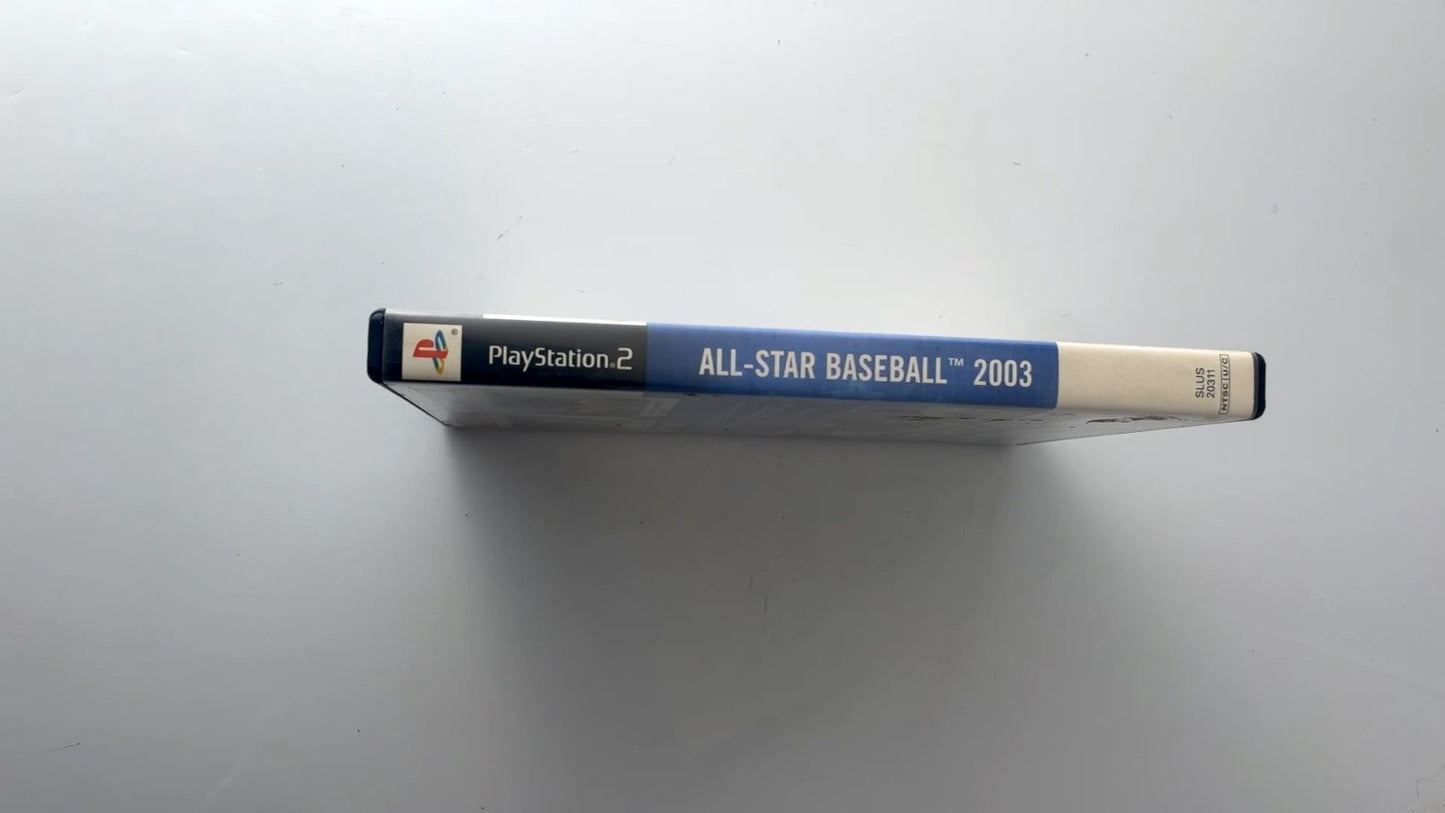 PlayStation®2
ALL-STAR BASEBALL™ 2003
SLUS
20311
NTSC U/C